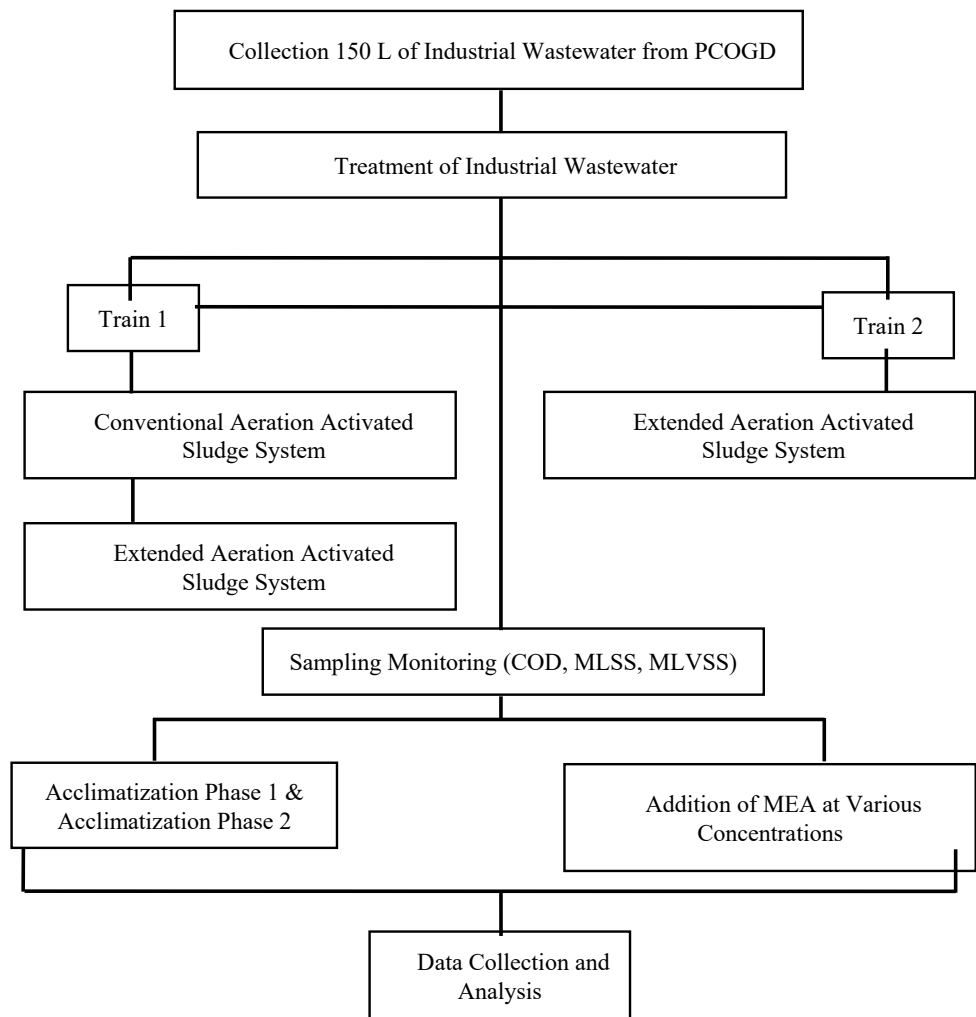 Collection 150 L of Industrial Wastewater from PCOGD
Treatment of Industrial Wastewater
Train 1
Train 2
Conventional Aeration Activated
Sludge System
Extended Aeration Activated
Sludge System
Extended Aeration Activated
Sludge System
Sampling Monitoring (COD, MLSS, MLVSS)
Acclimatization Phase 1 &
Acclimatization Phase 2
Addition of MEA at Various
Concentrations
Data Collection and
Analysis